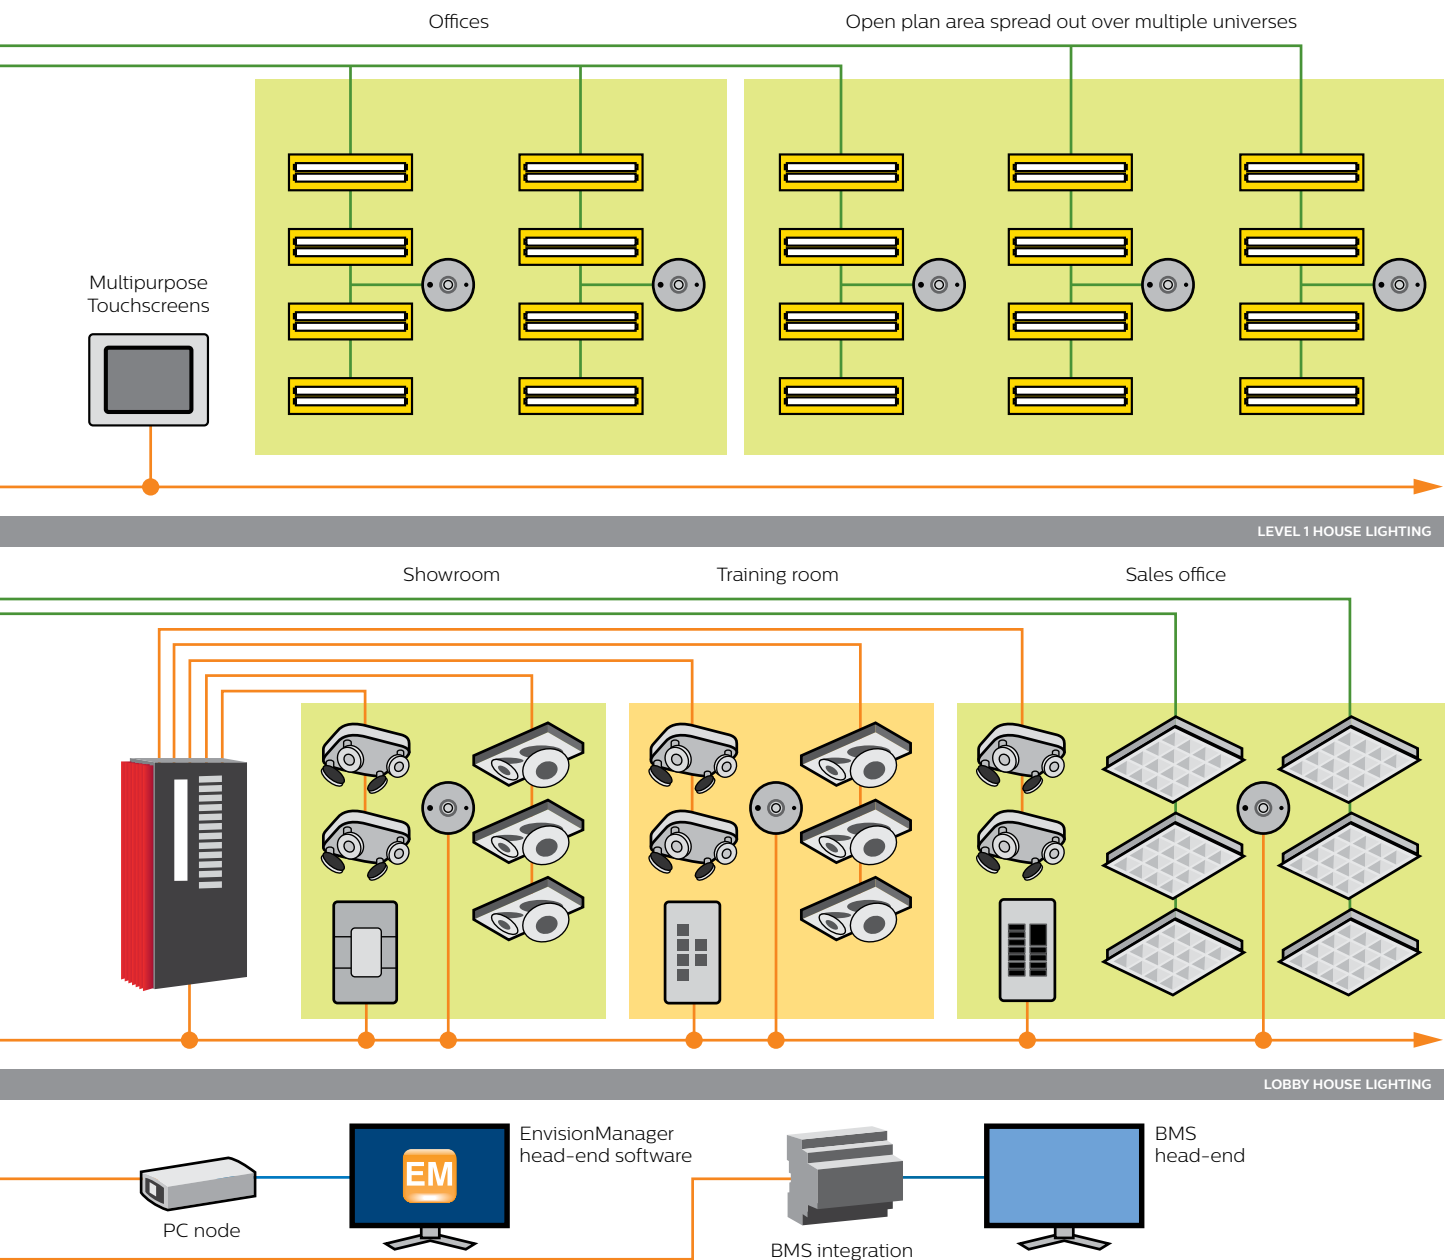 Offices
Open plan area spread out over multiple universes
Multipurpose
Touchscreens
LEVEL 1 HOUSE LIGHTING
Showroom
Training room
Sales office
LOBBY HOUSE LIGHTING
EnvisionManager
head-end software
EM
BMS
head-end
PC node
BMS integration